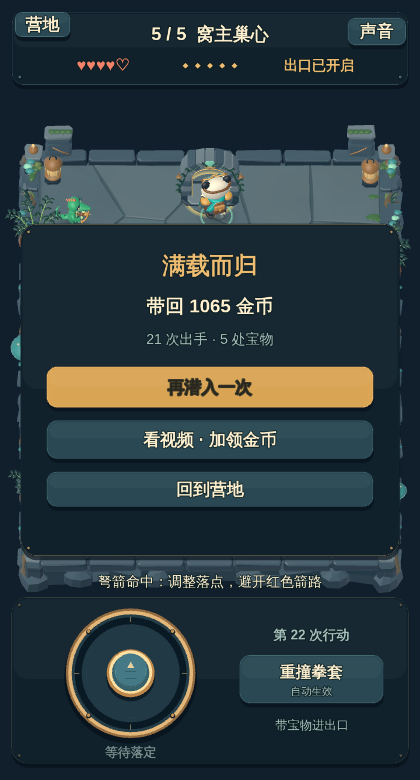 营地
5 / 5 窝主巢心
声音
♥♥♥♥♡
出口已开启
满载而归
带回 1065 金币
21 次出手 · 5 处宝物
再潜入一次
看视频 · 加领金币
回到营地
弩箭命中：调整落点，避开红色箭路
第 22 次行动
重撞拳套
自动生效
带宝物进出口
等待落定